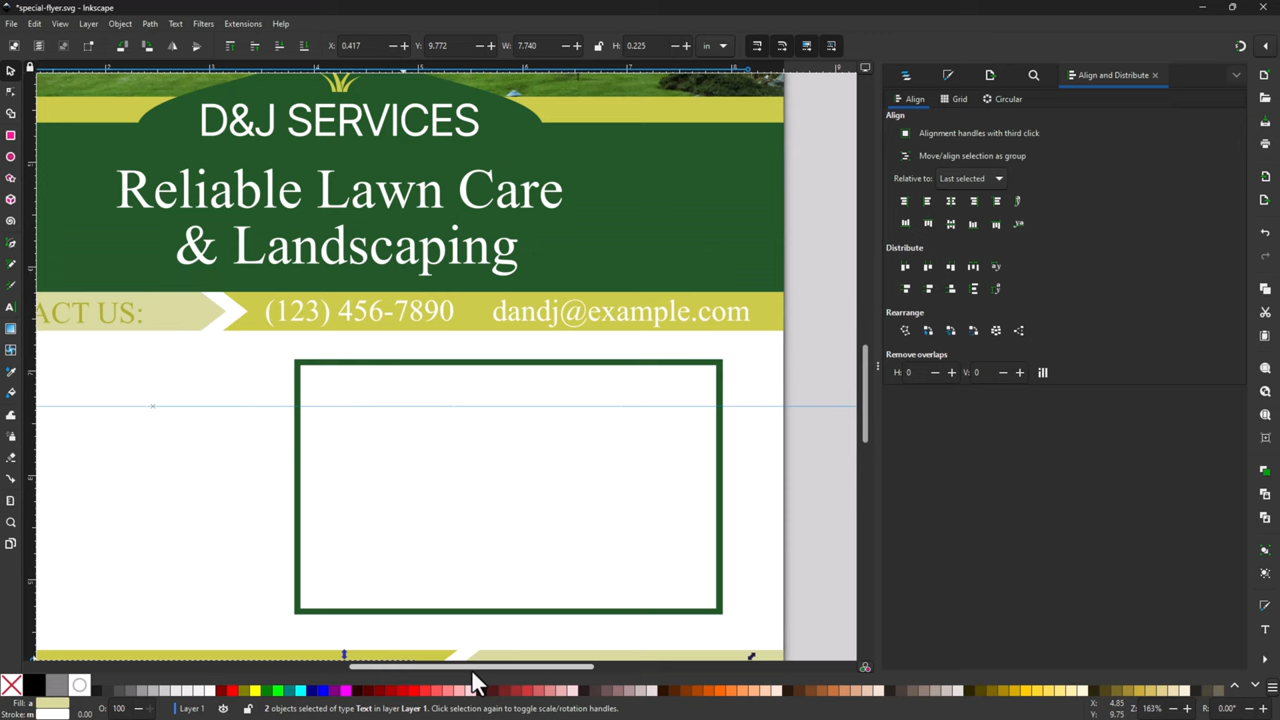 *special-flyer.svg - Inkscape
File Edit View Layer Object Path Text Filters Extensions Help
X: 0.417 Y: 9.772 W: 7.740 H: 0.225 in
Align and Distribute
Align Grid Circular
Align
Alignment handles with third click
Move/align selection as group
Relative to: Last selected
Distribute
Rearrange
Remove overlaps
H: 0 V: 0
D&J SERVICES
Reliable Lawn Care
& Landscaping
ACT US: (123) 456-7890 dandj@example.com
Fill: a
Stroke: m 0.00
O: 100
Layer 1
2 objects selected of type Text in layer Layer 1. Click selection again to toggle scale/rotation handles.
X: 4.85
Y: 9.75
Z: 163%
R: 0.00°